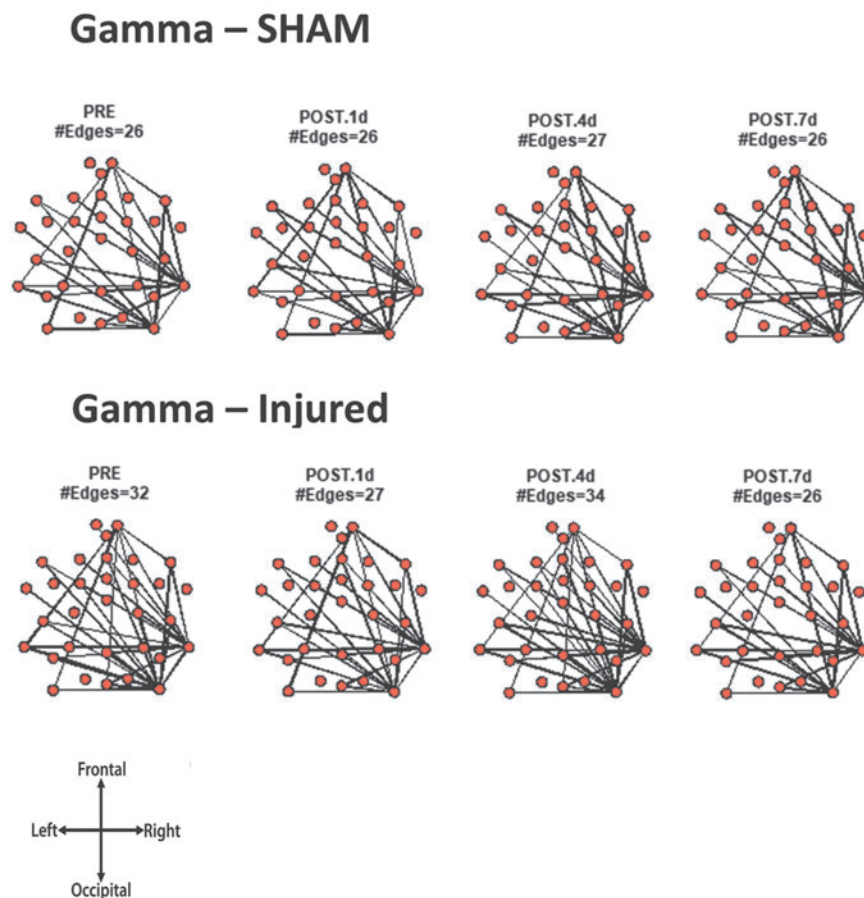 Gamma – SHAM
PRE
#Edges=26
POST.1d
#Edges=26
POST.4d
#Edges=27
POST.7d
#Edges=26
Gamma – Injured
PRE
#Edges=32
POST.1d
#Edges=27
POST.4d
#Edges=34
POST.7d
#Edges=26
Frontal
Left
Right
Occipital